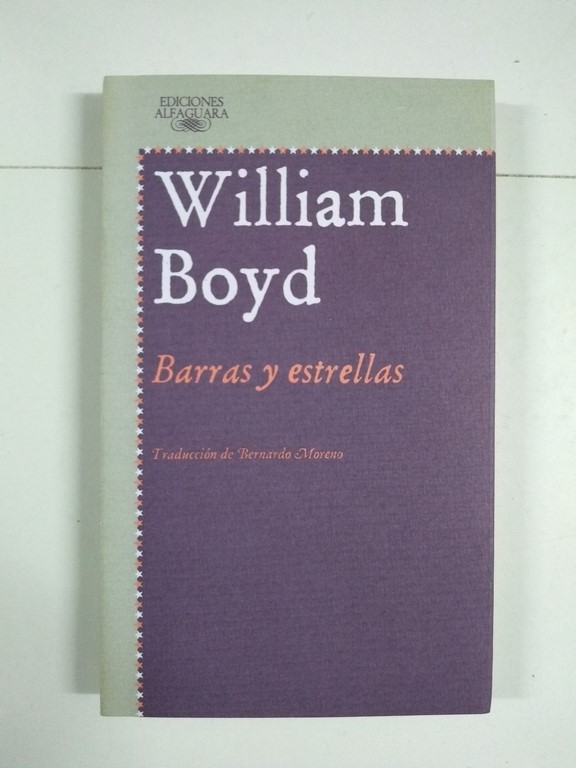 EDICIONES
ALFAGUARA
William
Boyd
Barras y estrellas
Traducción de Bernardo Moreno